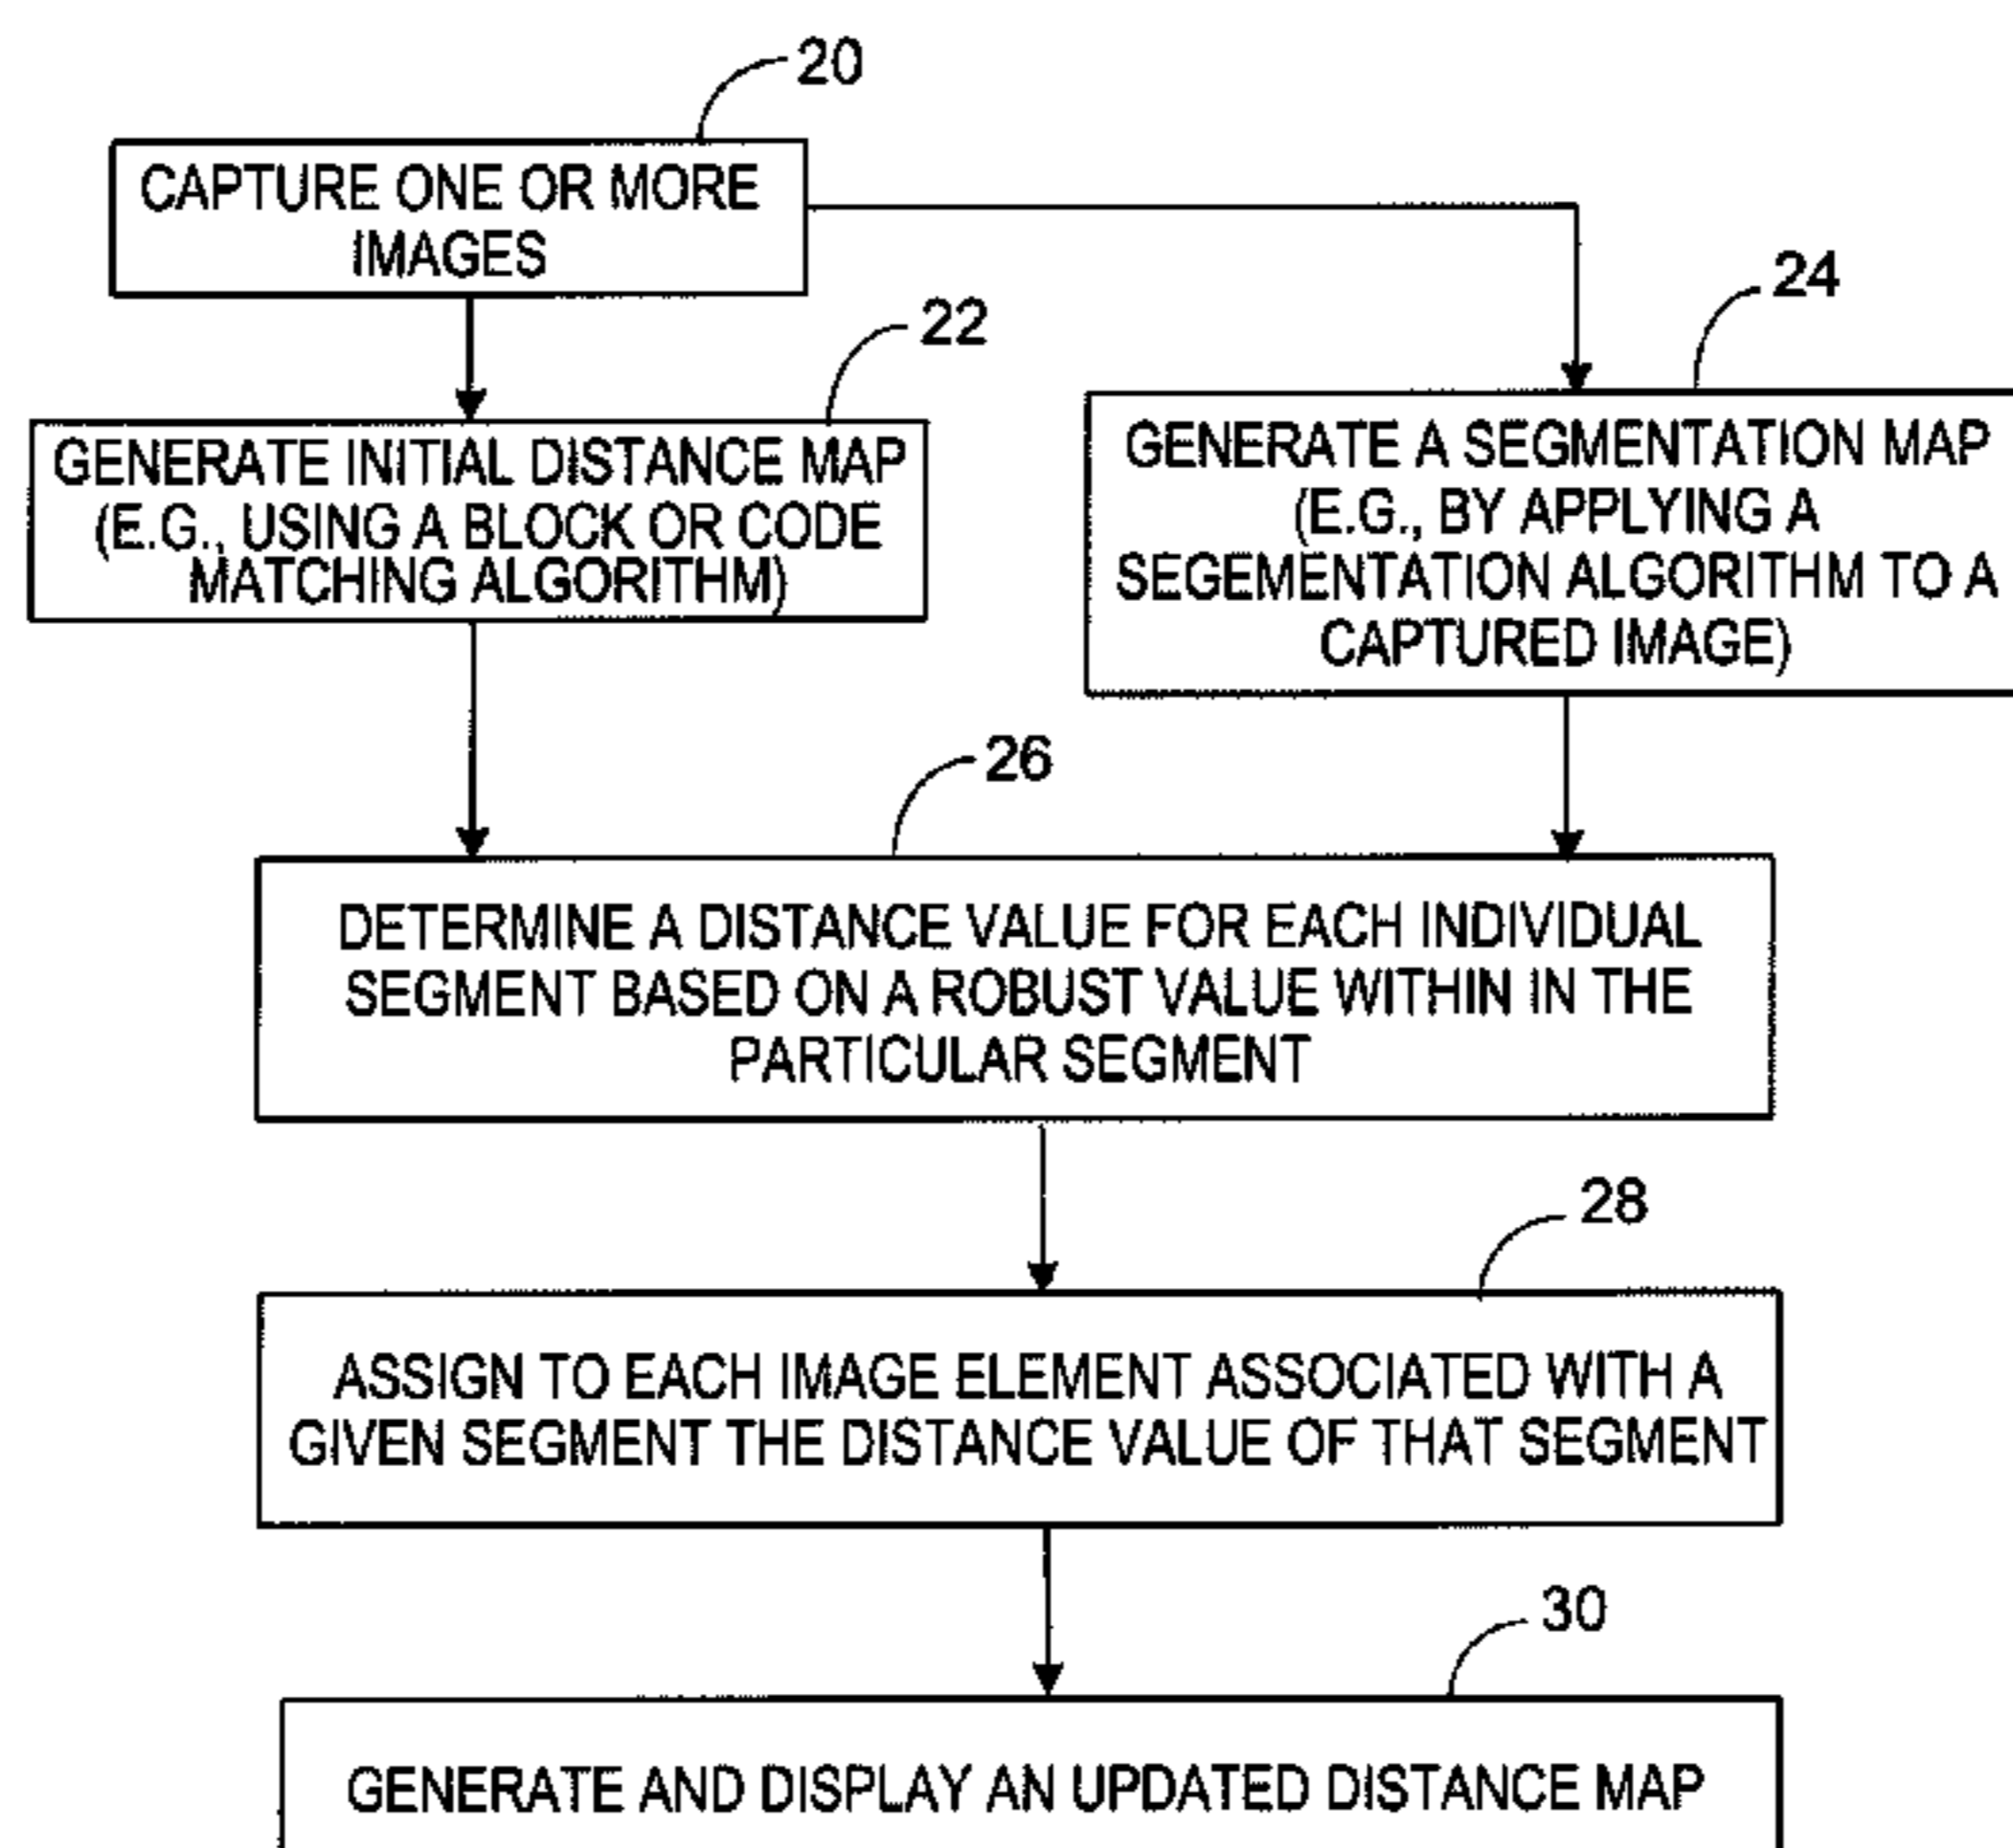 20
CAPTURE ONE OR MORE
IMAGES
22
GENERATE INITIAL DISTANCE MAP
(E.G., USING A BLOCK OR CODE
MATCHING ALGORITHM)
24
GENERATE A SEGMENTATION MAP
(E.G., BY APPLYING A
SEGEMENTATION ALGORITHM TO A
CAPTURED IMAGE)
26
DETERMINE A DISTANCE VALUE FOR EACH INDIVIDUAL
SEGMENT BASED ON A ROBUST VALUE WITHIN IN THE
PARTICULAR SEGMENT
28
ASSIGN TO EACH IMAGE ELEMENT ASSOCIATED WITH A
GIVEN SEGMENT THE DISTANCE VALUE OF THAT SEGMENT
30
GENERATE AND DISPLAY AN UPDATED DISTANCE MAP